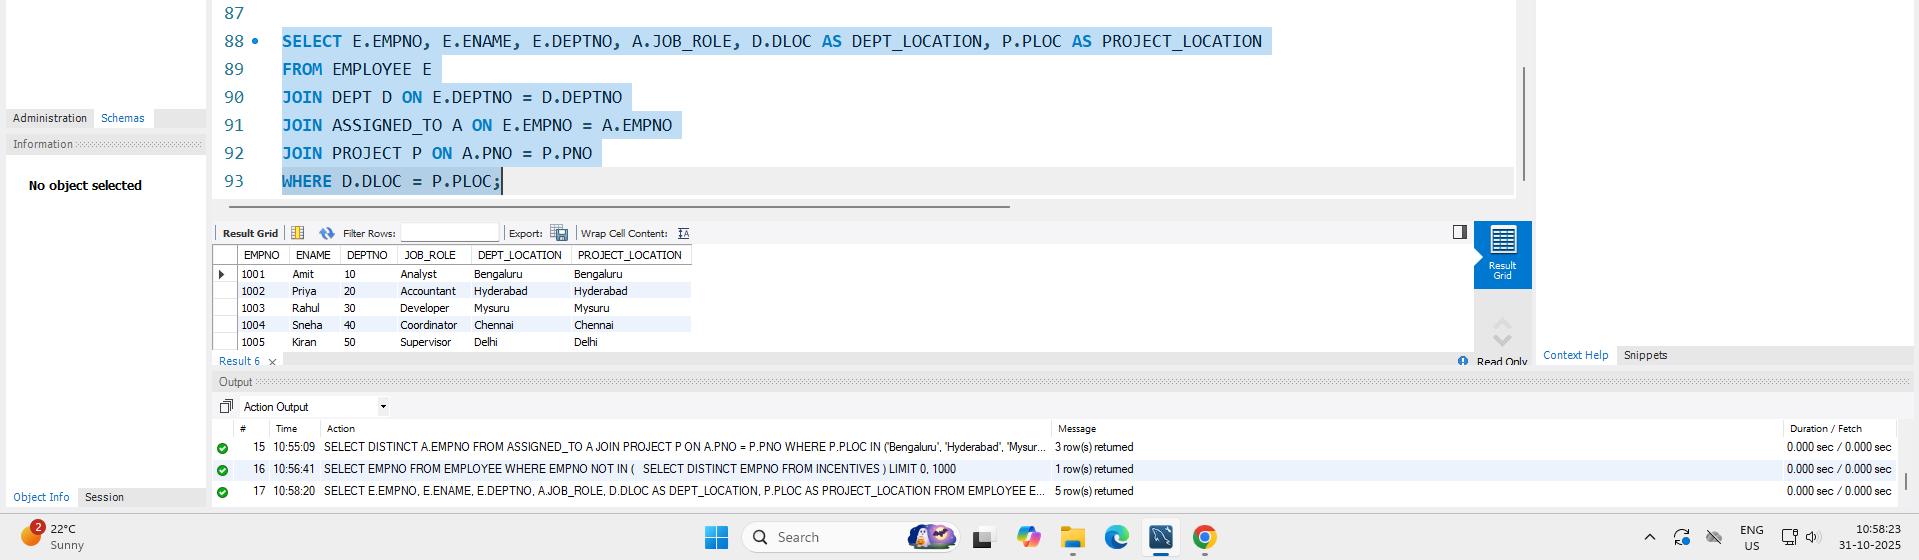 87
88 SELECT E.EMPNO, E.ENAME, E.DEPTNO, A.JOB_ROLE, D.DLOC AS DEPT_LOCATION, P.PLOC AS PROJECT_LOCATION
89 FROM EMPLOYEE E
90 JOIN DEPT D ON E.DEPTNO = D.DEPTNO
91 JOIN ASSIGNED_TO A ON E.EMPNO = A.EMPNO
92 JOIN PROJECT P ON A.PNO = P.PNO
93 WHERE D.DLOC = P.PLOC;
Administration Schemas
Information
No object selected
Object Info Session
Result Grid Filter Rows: Export: Wrap Cell Content:
EMPNO ENAME DEPTNO JOB_ROLE DEPT_LOCATION PROJECT_LOCATION
1001 Amit 10 Analyst Bengaluru Bengaluru
1002 Priya 20 Accountant Hyderabad Hyderabad
1003 Rahul 30 Developer Mysuru Mysuru
1004 Sneha 40 Coordinator Chennai Chennai
1005 Kiran 50 Supervisor Delhi Delhi
Result 6
Result
Grid
Read Only
Context Help Snippets
Output
Action Output
# Time Action Message Duration / Fetch
15 10:55:09 SELECT DISTINCT A.EMPNO FROM ASSIGNED_TO A JOIN PROJECT P ON A.PNO = P.PNO WHERE P.PLOC IN ('Bengaluru', 'Hyderabad', 'Mysur... 3 row(s) returned 0.000 sec / 0.000 sec
16 10:56:41 SELECT EMPNO FROM EMPLOYEE WHERE EMPNO NOT IN ( SELECT DISTINCT EMPNO FROM INCENTIVES ) LIMIT 0, 1000 1 row(s) returned 0.000 sec / 0.000 sec
17 10:58:20 SELECT E.EMPNO, E.ENAME, E.DEPTNO, A.JOB_ROLE, D.DLOC AS DEPT_LOCATION, P.PLOC AS PROJECT_LOCATION FROM EMPLOYEE E... 5 row(s) returned 0.000 sec / 0.000 sec
2
22°C
Sunny
Search
ENG
US
10:58:23
31-10-2025